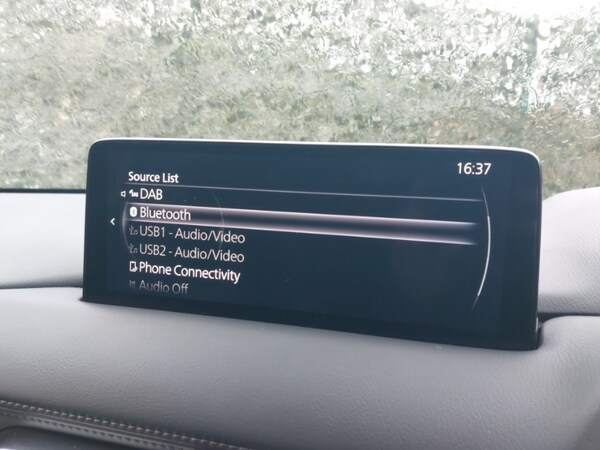 16:37
Source List
DAB
Bluetooth
USB1 - Audio/Video
USB2 - Audio/Video
Phone Connectivity
Audio Off